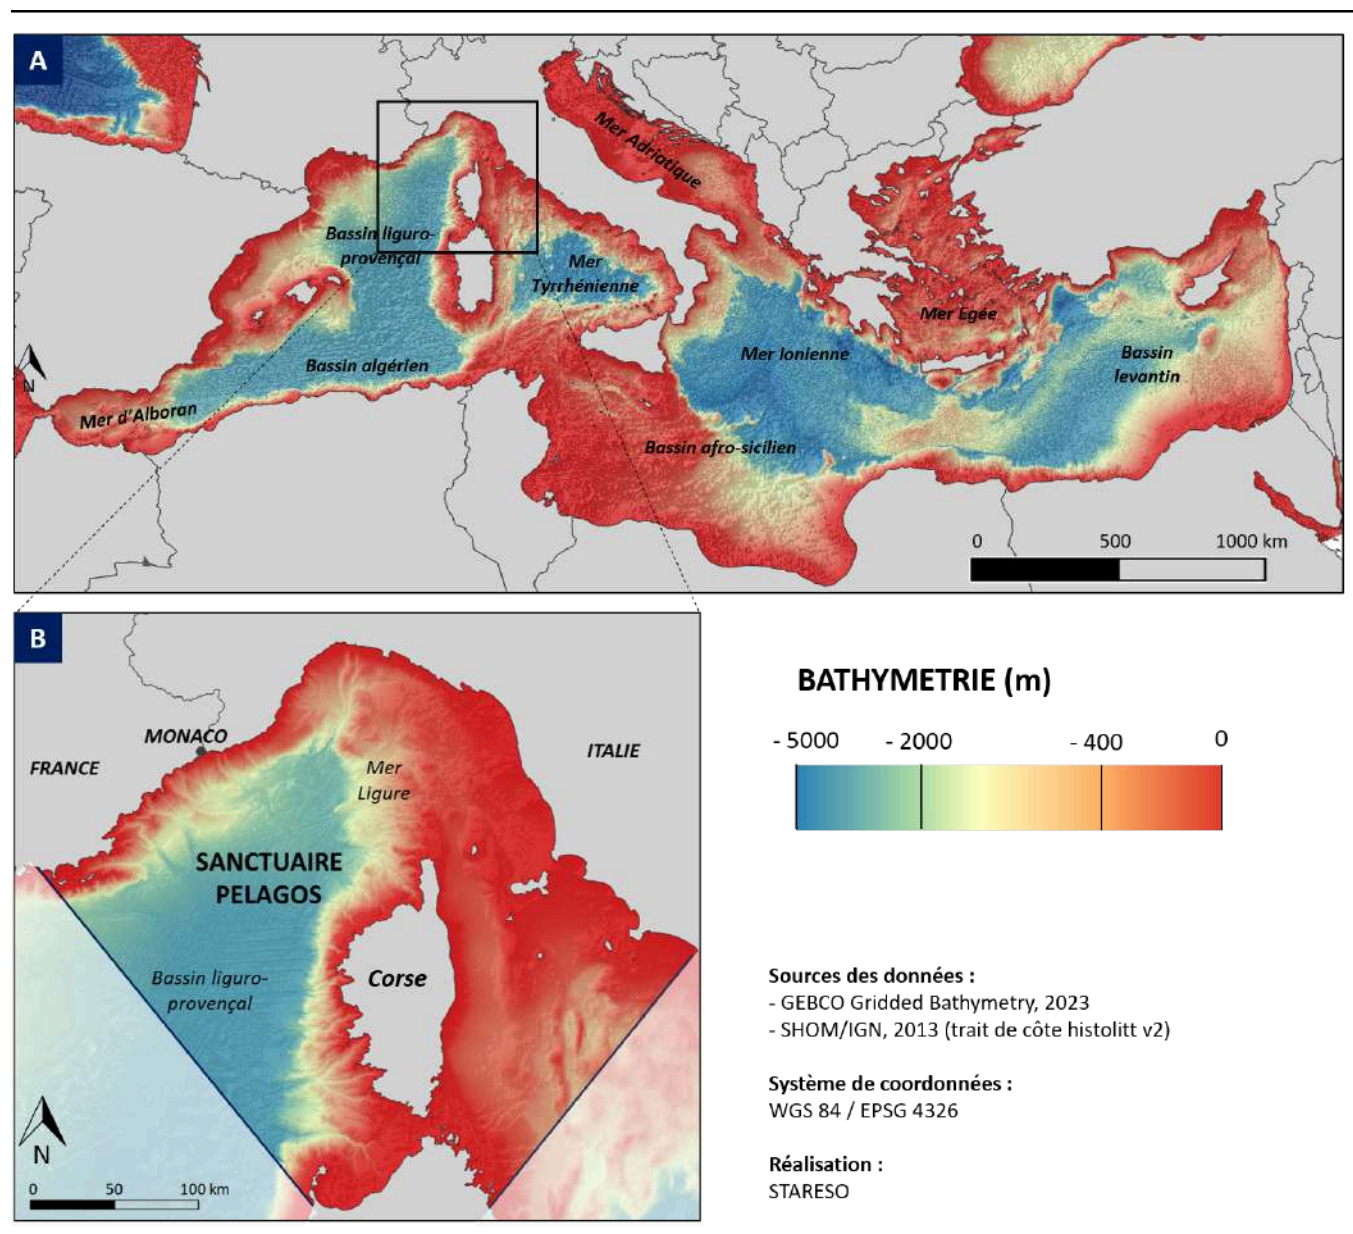 A
Mer Adriatique
Bassin liguro-
provençal
Mer
Tyrrhénienne
Mer Egée
Mer Ionienne
Bassin
levantin
Bassin algérien
Mer d'Alboran
Bassin afro-sicilien
N
0 500 1000 km
B
MONACO
FRANCE
ITALIE
Mer
Ligure
SANCTUAIRE
PELAGOS
Bassin liguro-
provençal
Corse
N
0 50 100 km
BATHYMETRIE (m)
- 5000 - 2000 - 400 0
Sources des données :
- GEBCO Gridded Bathymetry, 2023
- SHOM/IGN, 2013 (trait de côte histolitt v2)
Système de coordonnées :
WGS 84 / EPSG 4326
Réalisation :
STARESO